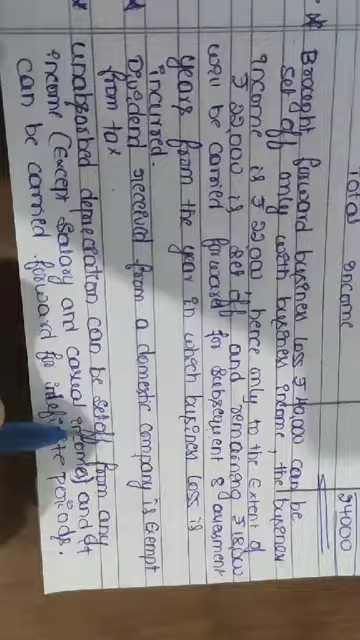 Total Income 34000
* Brought forward business loss ₹ 40,000 can be
set off only with business income, the business
income is ₹ 22,000, hence only to the extent of
₹ 22,000 is set off and remaining ₹ 18,000
will be carried forward for subsequent 8 assessment
years from the year in which business loss is
incurred.
* Dividend received from a domestic company is Exempt
from tax
* Unabsorbed depreciation can be setoff from any
income (Except Salary and casual income) and it
can be carried forward for periods.